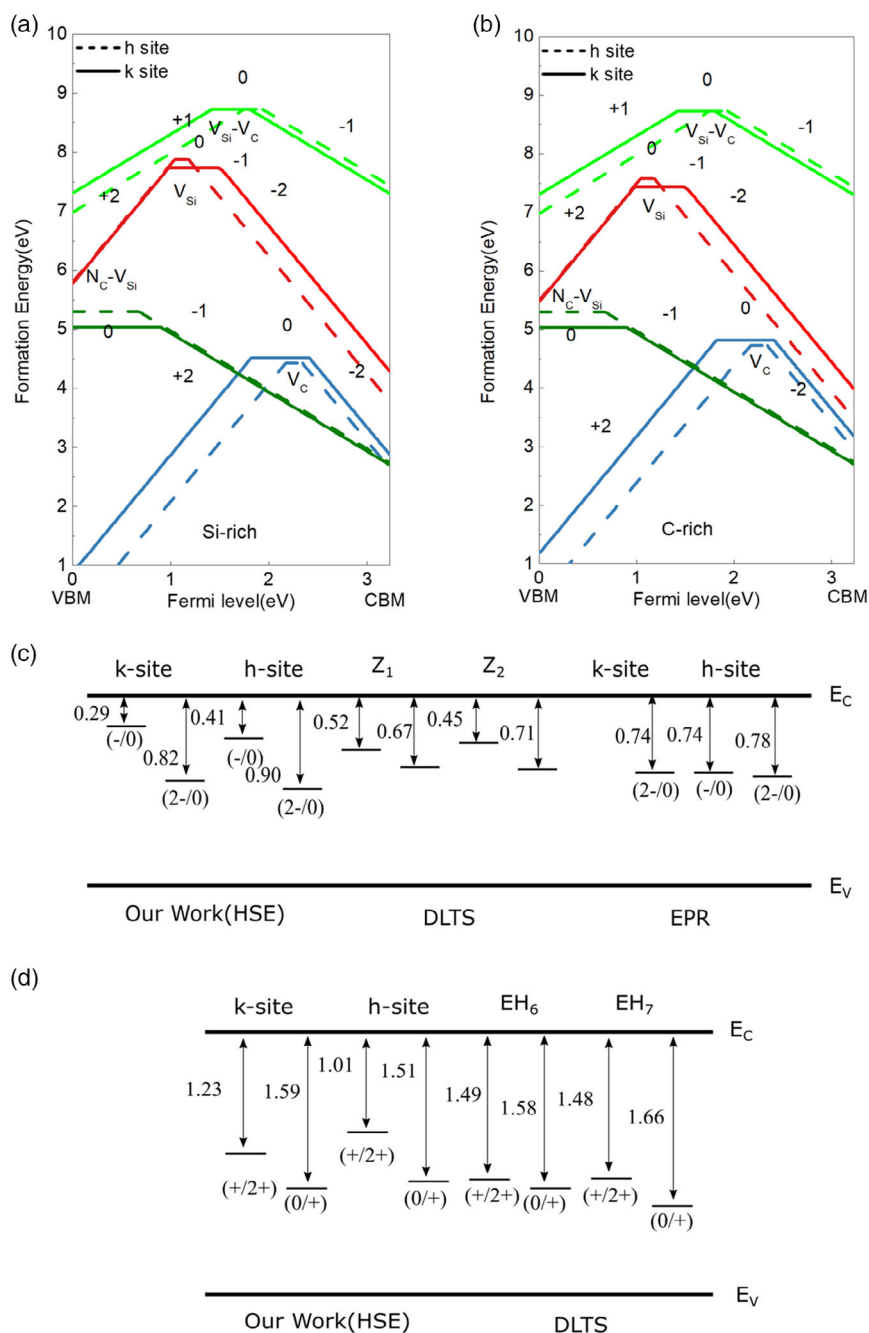 (a)
h site
k site
10
9
8
7
6
5
4
3
2
1
Formation Energy(eV)
0
+1
V_Si-V_C
0
-1
-1
+2
V_Si
-2
N_C-V_Si
-1
0
0
+2
V_C
-2
Si-rich
0
1
2
3
VBM
Fermi level(eV)
CBM
(b)
h site
k site
10
9
8
7
6
5
4
3
2
1
Formation Energy(eV)
0
+1
V_Si-V_C
0
-1
-1
+2
V_Si
-2
N_C-V_Si
-1
0
0
V_C
-2
+2
C-rich
0
1
2
3
VBM
Fermi level(eV)
CBM
(c)
k-site
h-site
Z_1
Z_2
k-site
h-site
E_C
0.29
(-/0)
0.82
(2-/0)
0.41
(-/0)
0.90
(2-/0)
0.52
0.67
0.45
0.71
0.74
(2-/0)
0.74
(-/0)
0.78
(2-/0)
E_V
Our Work(HSE)
DLTS
EPR
(d)
k-site
h-site
EH_6
EH_7
E_C
1.23
(+/2+)
1.59
(0/+)
1.01
(+/2+)
1.51
(0/+)
1.49
(+/2+)
1.58
(0/+)
1.48
(+/2+)
1.66
(0/+)
E_V
Our Work(HSE)
DLTS